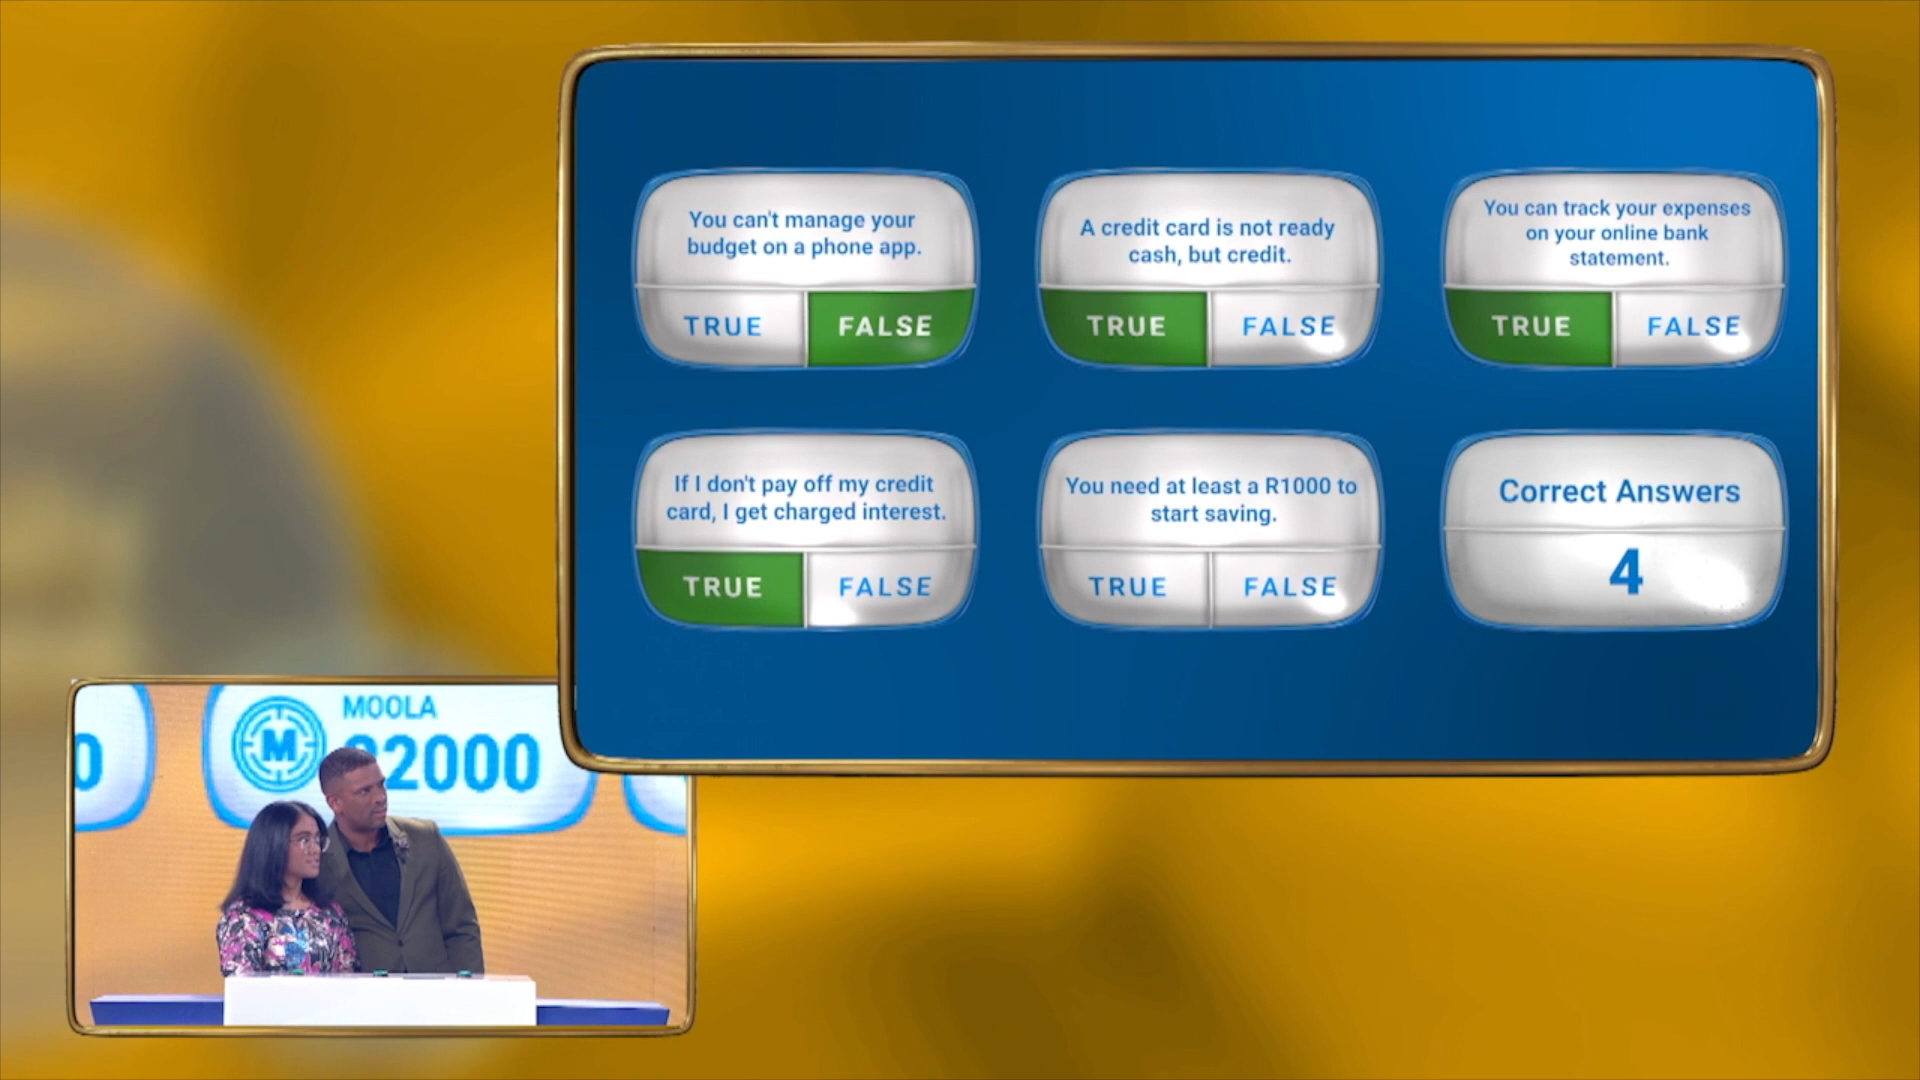 You can't manage your
budget on a phone app.
TRUE FALSE
A credit card is not ready
cash, but credit.
TRUE FALSE
You can track your expenses
on your online bank
statement.
TRUE FALSE
If I don't pay off my credit
card, I get charged interest.
TRUE FALSE
You need at least a R1000 to
start saving.
TRUE FALSE
Correct Answers
4
0
M
MOOLA
2000